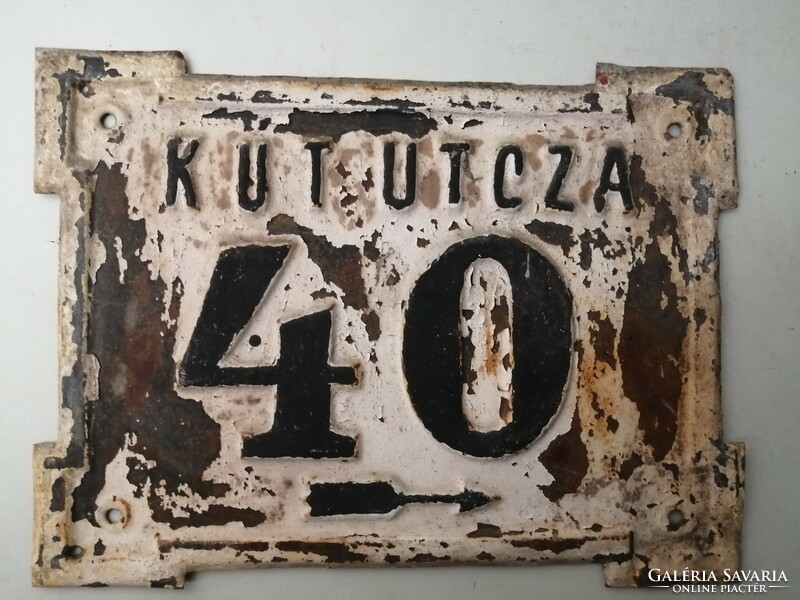 KUT UTCZA
40
GALÉRIA SAVARIA
ONLINE PIACTÉR